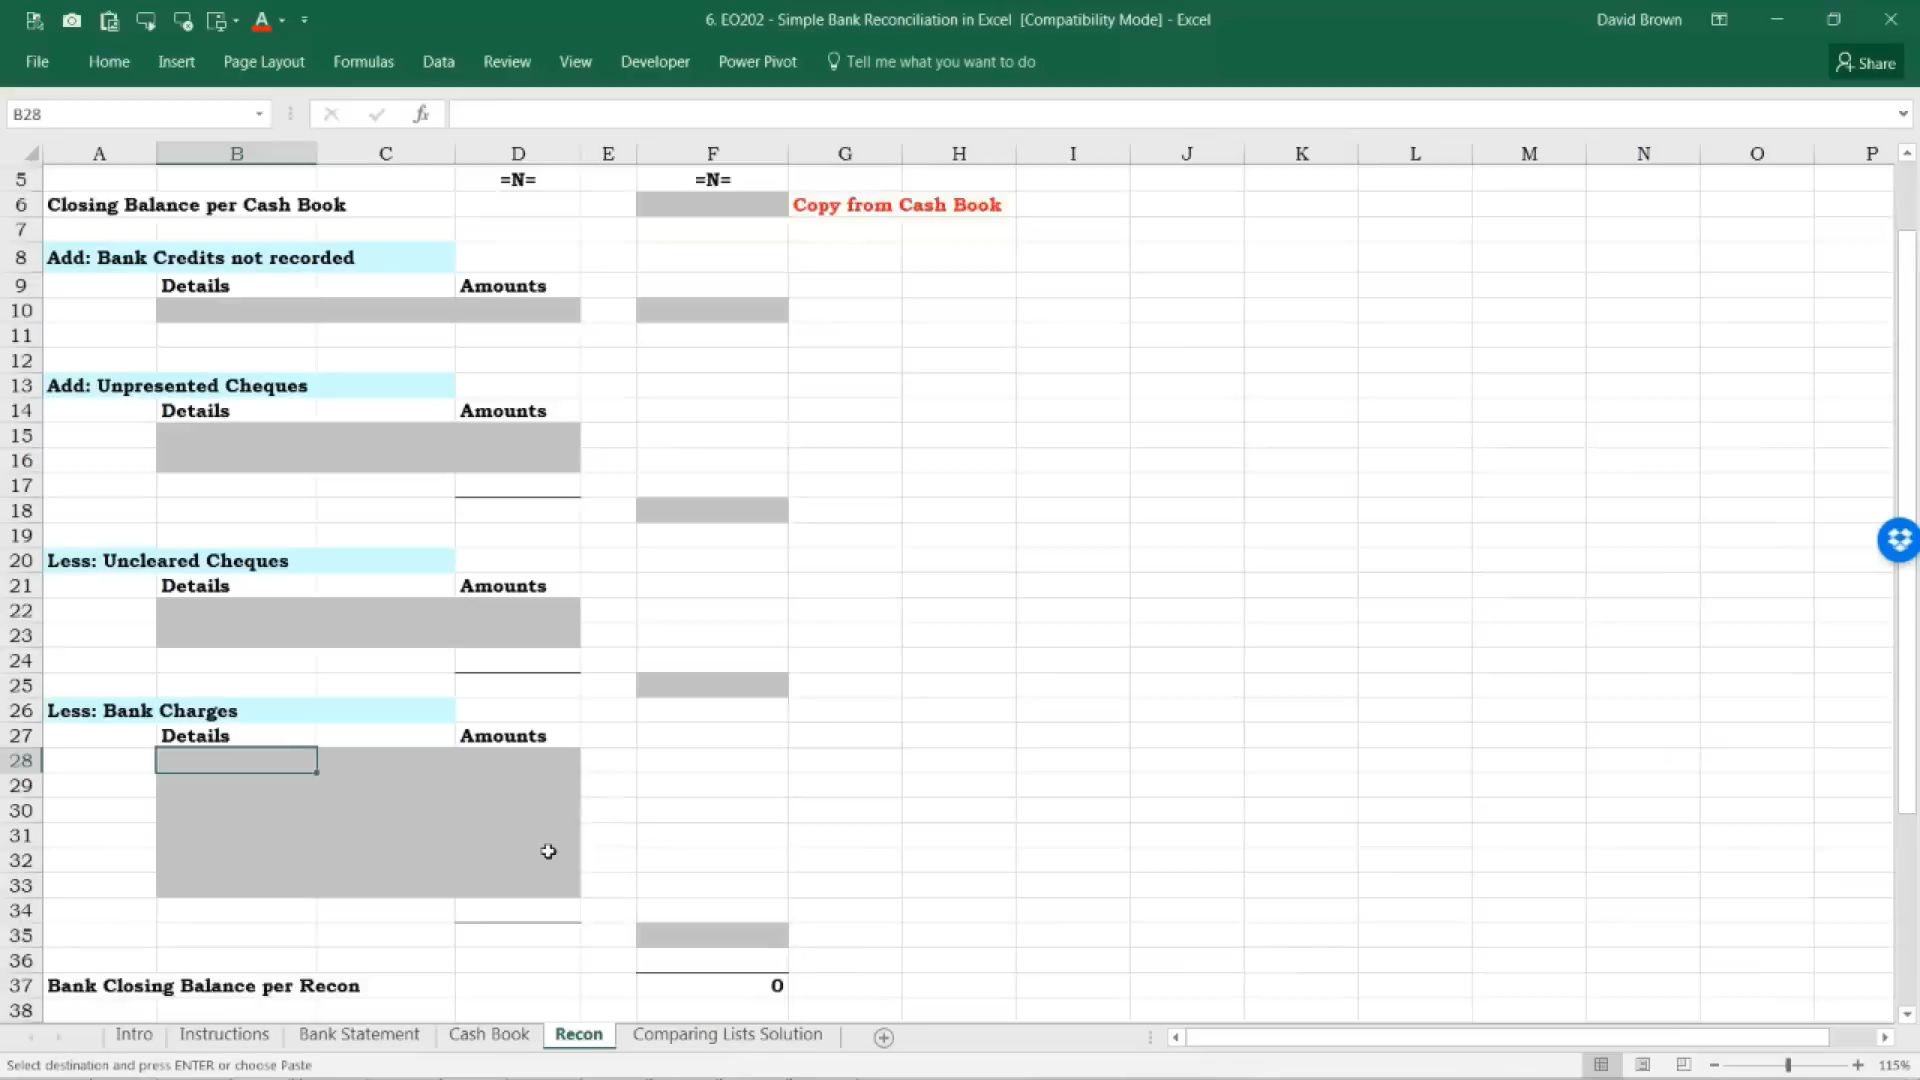 6. EO202 - Simple Bank Reconciliation in Excel [Compatibility Mode] - Excel
David Brown
File Home Insert Page Layout Formulas Data Review View Developer Power Pivot Tell me what you want to do Share
B28 fx
A B C D E F G H I J K L M N O P
5 =N= =N=
6 Closing Balance per Cash Book Copy from Cash Book
7
8 Add: Bank Credits not recorded
9 Details Amounts
10
11
12
13 Add: Unpresented Cheques
14 Details Amounts
15
16
17
18
19
20 Less: Uncleared Cheques
21 Details Amounts
22
23
24
25
26 Less: Bank Charges
27 Details Amounts
28
29
30
31
32
33
34
35
36
37 Bank Closing Balance per Recon 0
38
Intro Instructions Bank Statement Cash Book Recon Comparing Lists Solution
Select destination and press ENTER or choose Paste 115%